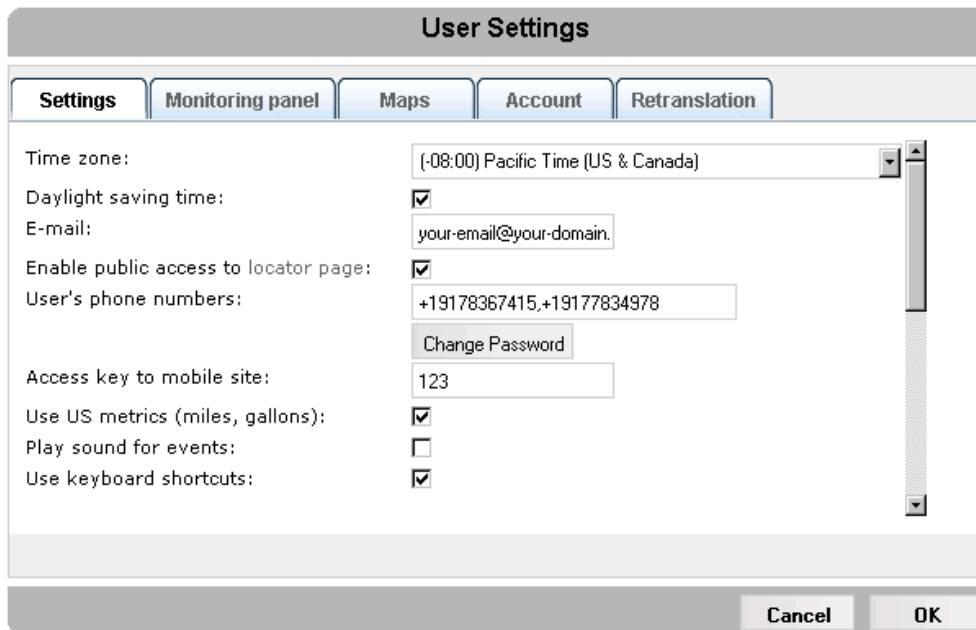 User Settings
Settings Monitoring panel Maps Account Retranslation
Time zone: (-08:00) Pacific Time (US & Canada)
Daylight saving time:
E-mail: your-email@your-domain.
Enable public access to locator page:
User's phone numbers: +19178367415,+19177834978
Change Password
Access key to mobile site: 123
Use US metrics (miles, gallons):
Play sound for events:
Use keyboard shortcuts:
Cancel OK